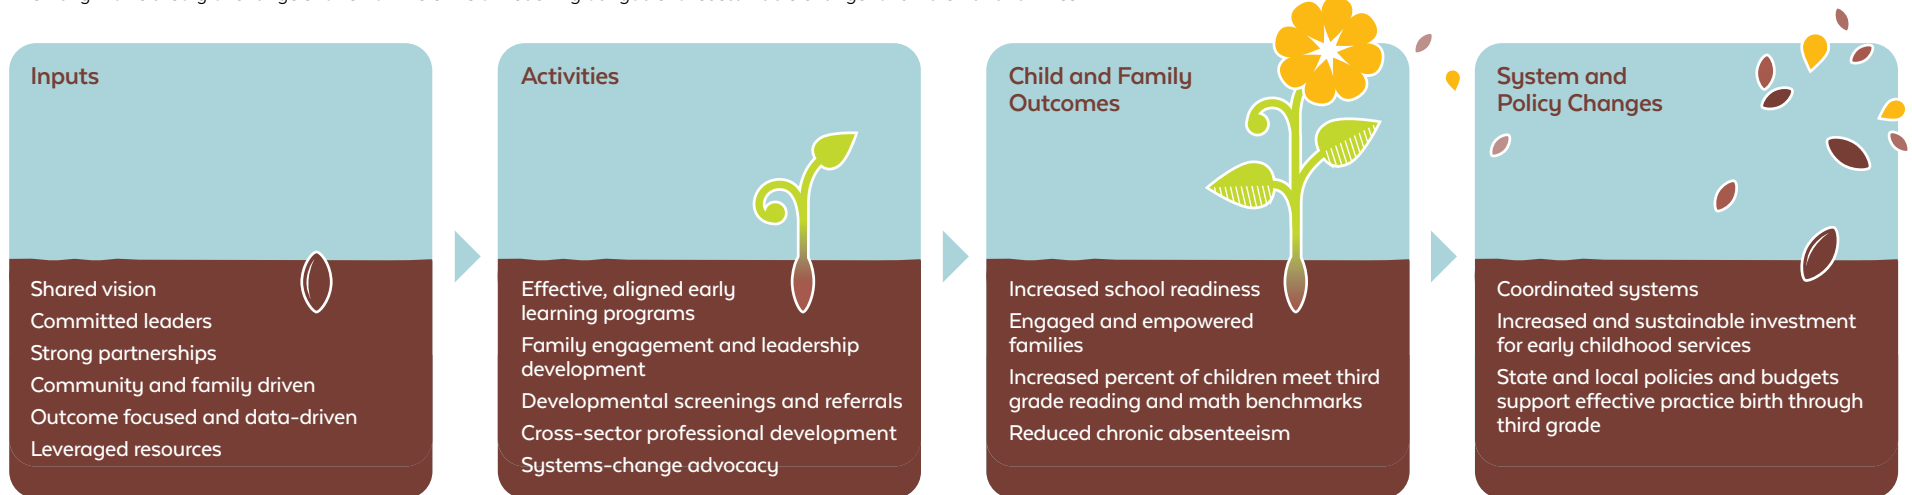 Inputs
Shared vision
Committed leaders
Strong partnerships
Community and family driven
Outcome focused and data-driven
Leveraged resources
Activities
Effective, aligned early
learning programs
Family engagement and leadership
development
Developmental screenings and referrals
Cross-sector professional development
Systems-change advocacy
Child and Family
Outcomes
Increased school readiness
Engaged and empowered
families
Increased percent of children meet third
grade reading and math benchmarks
Reduced chronic absenteeism
System and
Policy Changes
Coordinated systems
Increased and sustainable investment
for early childhood services
State and local policies and budgets
support effective practice birth through
third grade